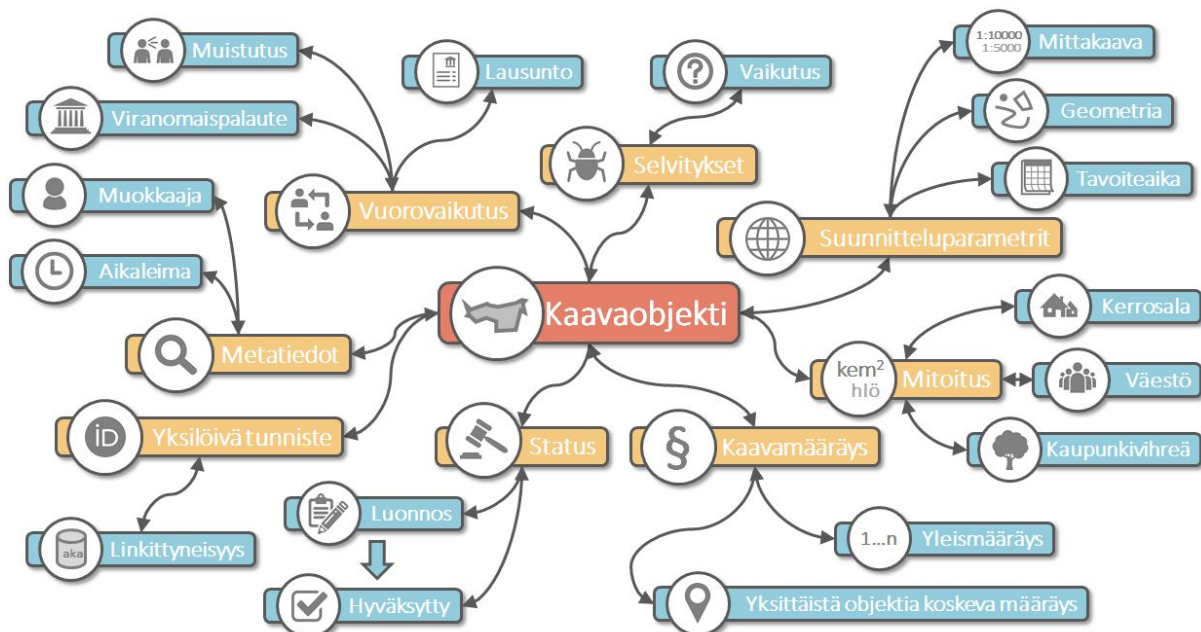 Muistutus
Lausunto
Vaikutus
1:10000
1:5000
Mittakaava
Viranomaispalaute
Geometria
Selvitykset
Muokkaaja
Tavoiteaika
Vuorovaikutus
Suunnitteluparametrit
Aikaleima
Kaavaobjekti
Kerrosala
Metatiedot
kem²
hlö
Mitoitus
Väestö
iD
Yksilöivä tunniste
Status
§
Kaavamääräys
Kaupunkivihreä
Luonnos
aka
Linkittyneisyys
1...n
Yleismääräys
Hyväksytty
Yksittäistä objektia koskeva määräys